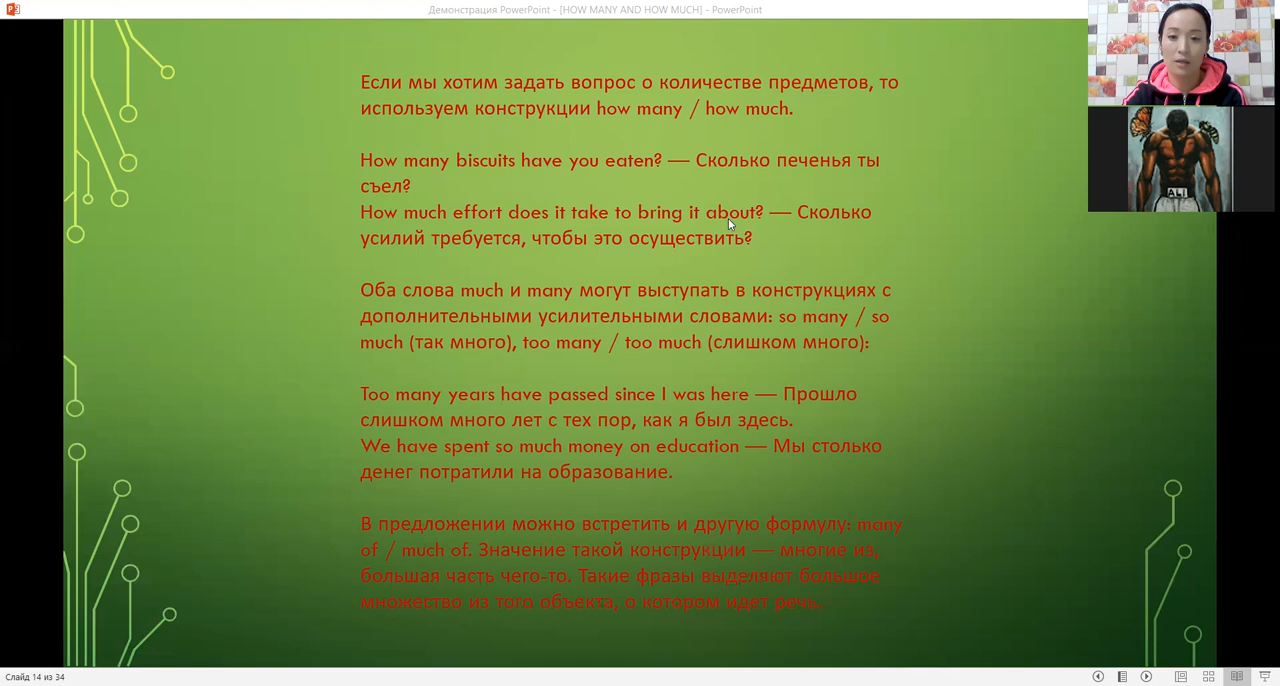 Демонстрация PowerPoint - [HOW MANY AND HOW MUCH] - PowerPoint
Если мы хотим задать вопрос о количестве предметов, то
используем конструкции how many / how much.
How many biscuits have you eaten? — Сколько печенья ты
съел?
How much effort does it take to bring it about? — Сколько
усилий требуется, чтобы это осуществить?
Оба слова much и many могут выступать в конструкциях с
дополнительными усилительными словами: so many / so
much (так много), too many / too much (слишком много):
Too many years have passed since I was here — Прошло
слишком много лет с тех пор, как я был здесь.
We have spent so much money on education — Мы столько
денег потратили на образование.
В предложении можно встретить и другую формулу: many
of / much of. Значение такой конструкции — многие из,
большая часть чего-то. Такие фразы выделяют большое
множество из того объекта, о котором идет речь.
ALI
Слайд 14 из 34